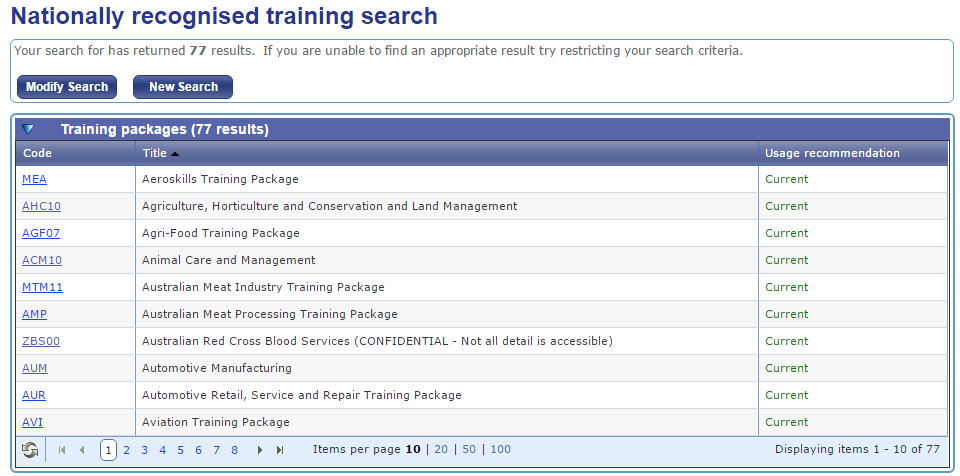 Nationally recognised training search
Your search for has returned 77 results.  If you are unable to find an appropriate result try restricting your search criteria.
Modify Search New Search
Training packages (77 results)
Code Title Usage recommendation
MEA Aeroskills Training Package Current
AHC10 Agriculture, Horticulture and Conservation and Land Management Current
AGF07 Agri-Food Training Package Current
ACM10 Animal Care and Management Current
MTM11 Australian Meat Industry Training Package Current
AMP Australian Meat Processing Training Package Current
ZBS00 Australian Red Cross Blood Services (CONFIDENTIAL - Not all detail is accessible) Current
AUM Automotive Manufacturing Current
AUR Automotive Retail, Service and Repair Training Package Current
AVI Aviation Training Package Current
1 2 3 4 5 6 7 8 Items per page 10 | 20 | 50 | 100 Displaying items 1 - 10 of 77